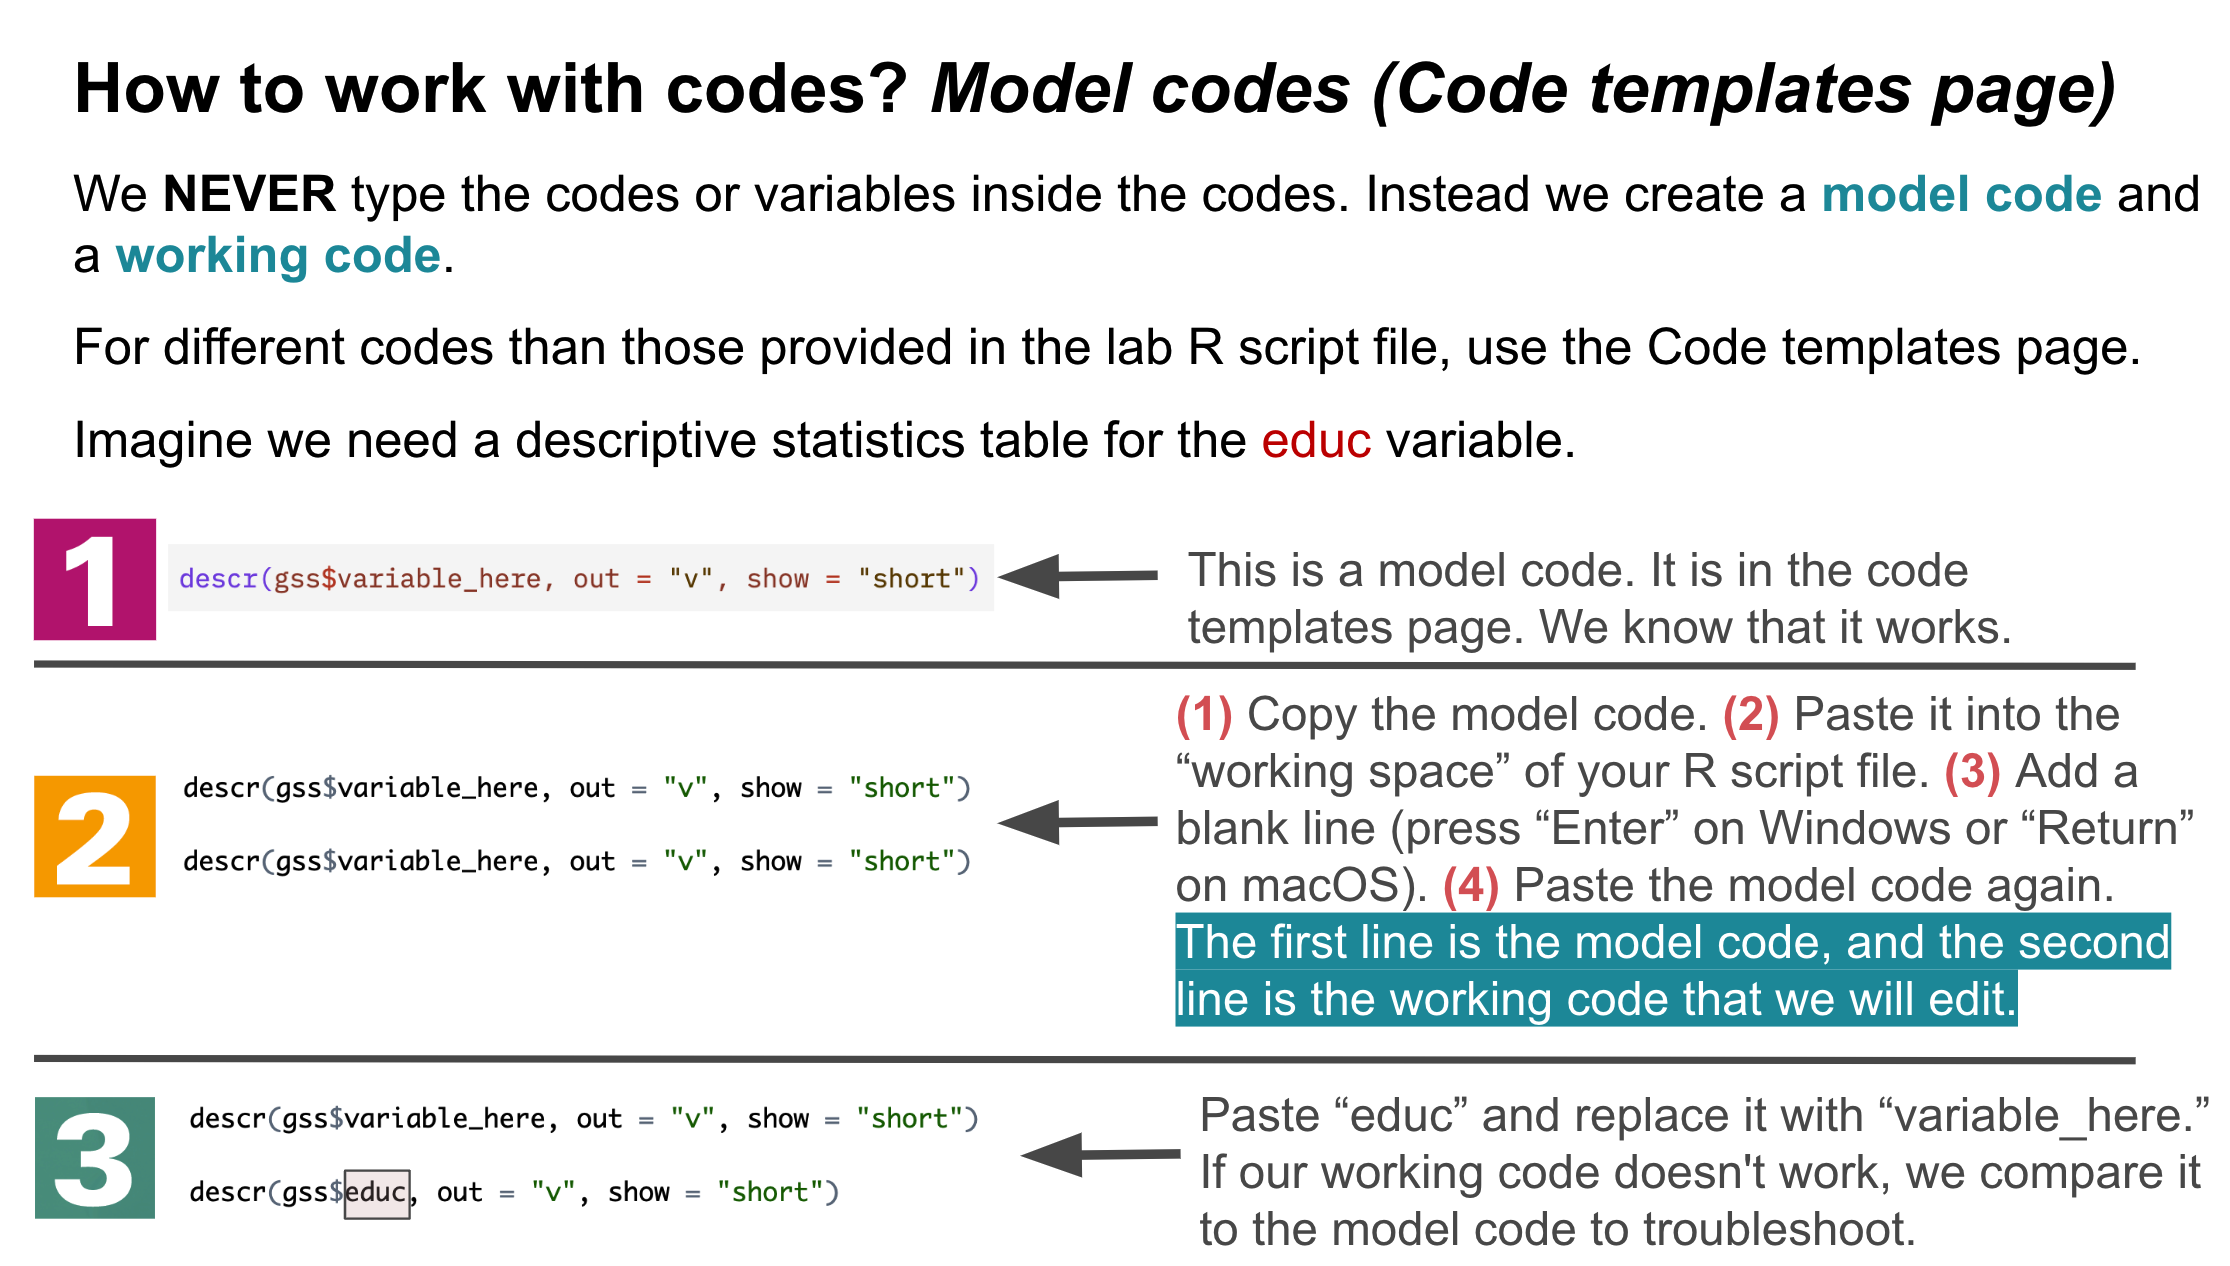 How to work with codes? Model codes (Code templates page)
We NEVER type the codes or variables inside the codes. Instead we create a model code and
a working code.
For different codes than those provided in the lab R script file, use the Code templates page.
Imagine we need a descriptive statistics table for the educ variable.
1
descr(gss$variable_here, out = "v", show = "short")
This is a model code. It is in the code
templates page. We know that it works.
2
descr(gss$variable_here, out = "v", show = "short")
descr(gss$variable_here, out = "v", show = "short")
(1) Copy the model code. (2) Paste it into the
“working space” of your R script file. (3) Add a
blank line (press “Enter” on Windows or “Return”
on macOS). (4) Paste the model code again.
The first line is the model code, and the second
line is the working code that we will edit.
3
descr(gss$variable_here, out = "v", show = "short")
descr(gss$educ, out = "v", show = "short")
Paste “educ” and replace it with “variable_here.”
If our working code doesn't work, we compare it
to the model code to troubleshoot.